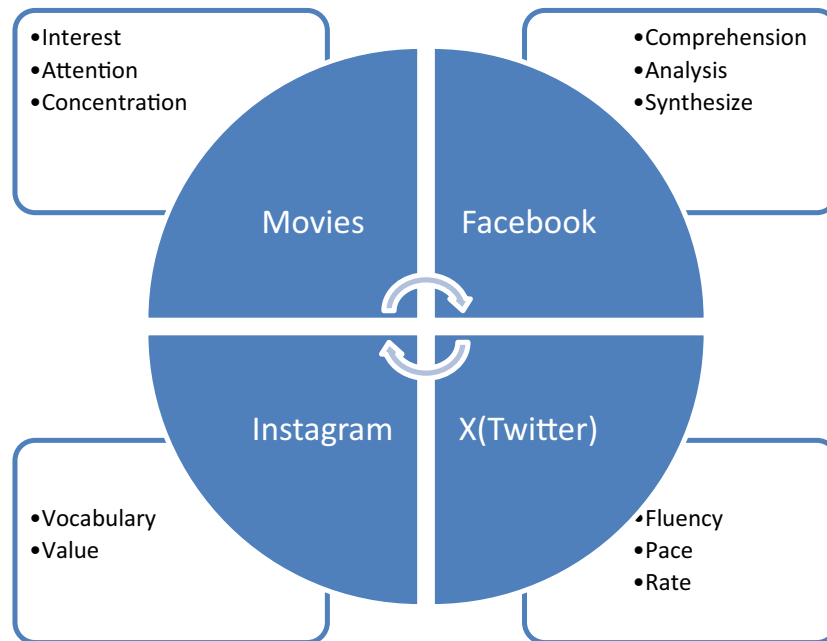 •Interest
•Attention
•Concentration
•Comprehension
•Analysis
•Synthesize
Movies
Facebook
Instagram
X(Twitter)
•Vocabulary
•Value
•Fluency
•Pace
•Rate